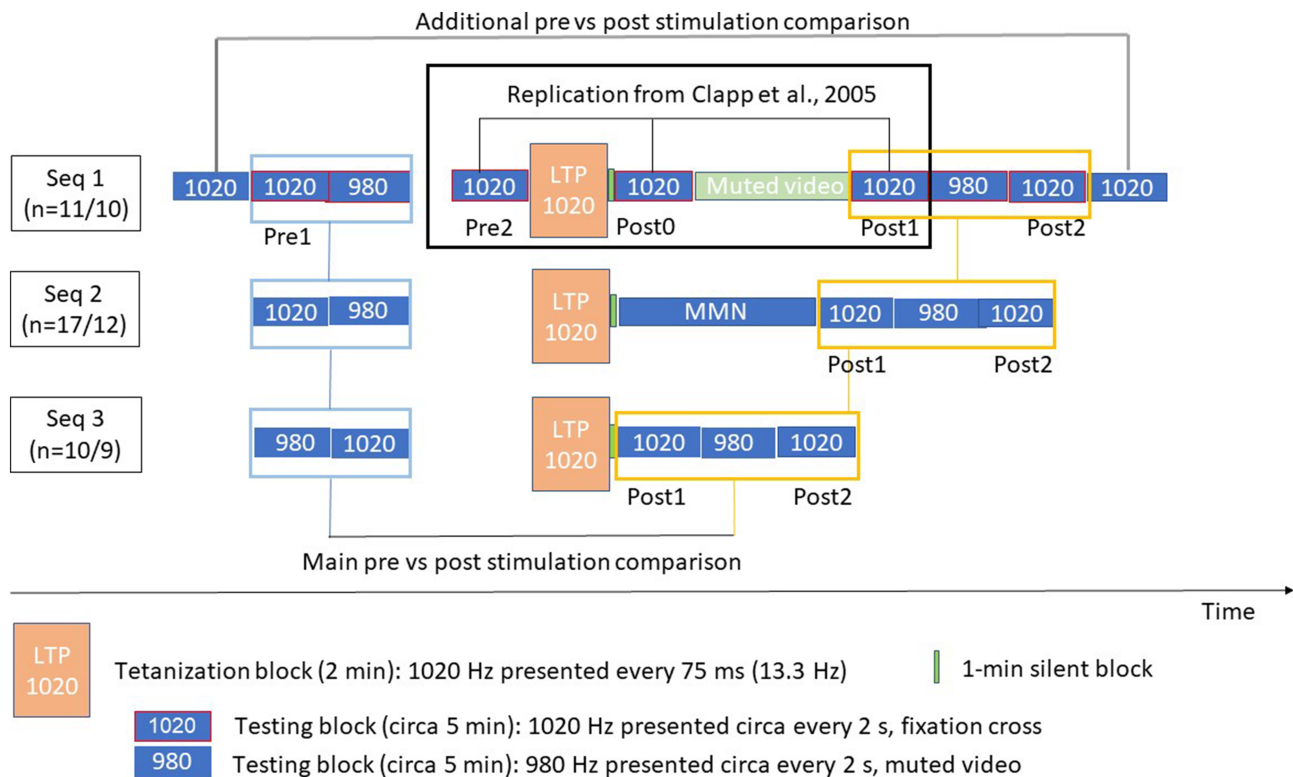 Additional pre vs post stimulation comparison
Replication from Clapp et al., 2005
Seq 1
(n=11/10)
1020 1020 980 1020 LTP 1020 1020 Muted video 1020 980 1020 1020
Pre1 Pre2 Post0 Post1 Post2
Seq 2
(n=17/12)
1020 980 LTP 1020 MMN 1020 980 1020
Post1 Post2
Seq 3
(n=10/9)
980 1020 LTP 1020 1020 980 1020
Post1 Post2
Main pre vs post stimulation comparison
Time
LTP
1020
Tetanization block (2 min): 1020 Hz presented every 75 ms (13.3 Hz)
1-min silent block
1020 Testing block (circa 5 min): 1020 Hz presented circa every 2 s, fixation cross
980 Testing block (circa 5 min): 980 Hz presented circa every 2 s, muted video